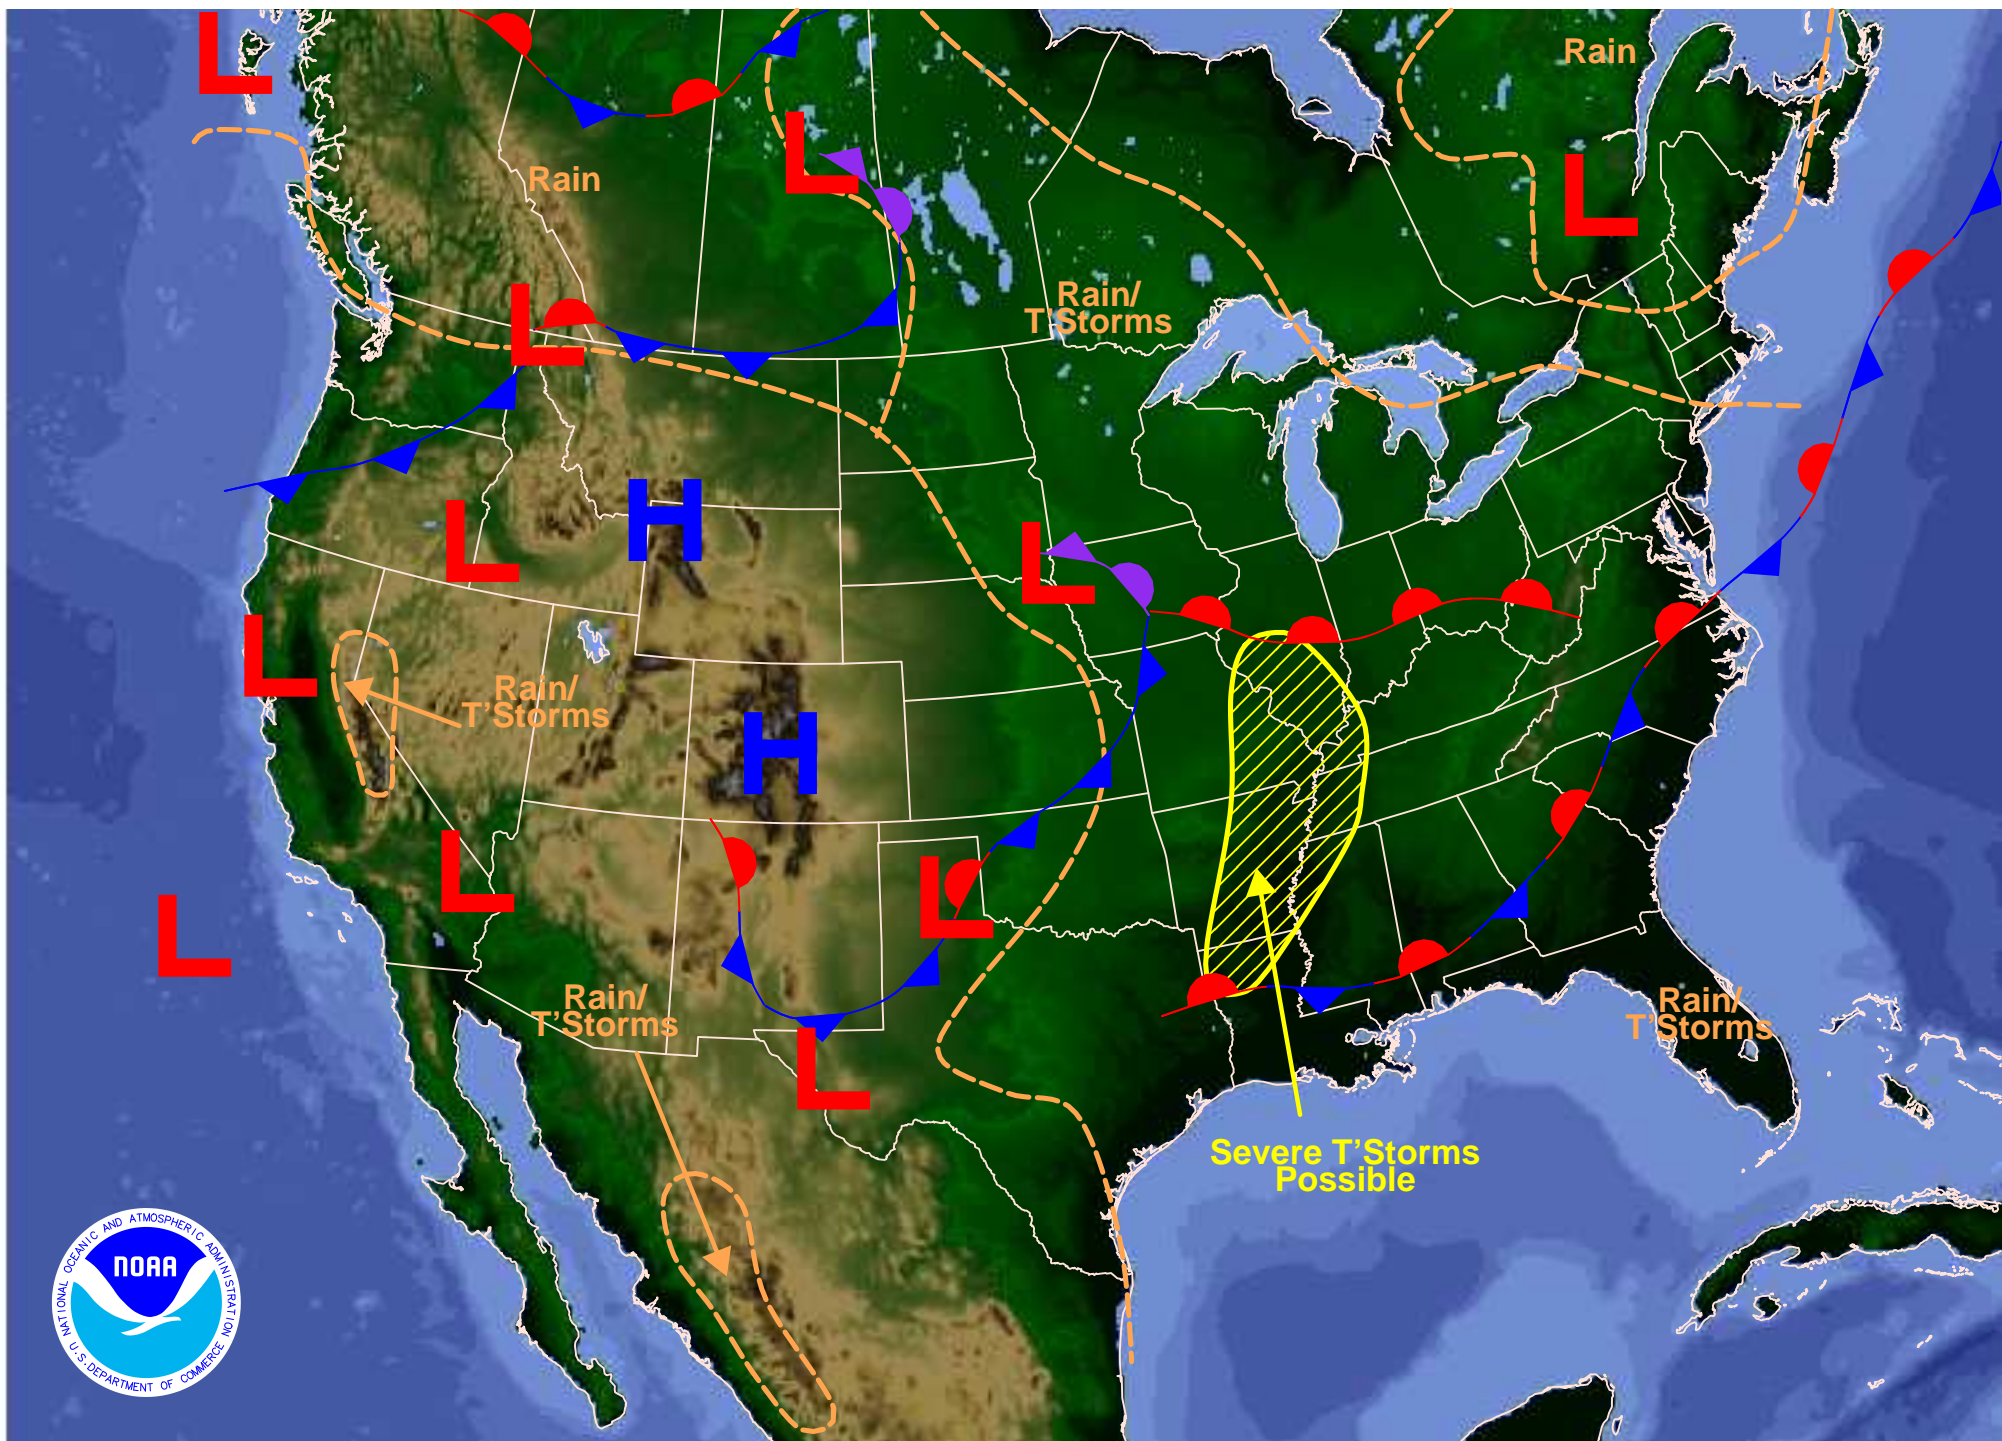 L
Rain
L
Rain
L
Rain/
T'Storms
L
H
L
L
L
Rain/
T'Storms
H
L
L
L
Rain/
T'Storms
Rain/
T'Storms
L
Severe T'Storms
Possible
NATIONAL OCEANIC AND ATMOSPHERIC ADMINISTRATION
NOAA
U.S. DEPARTMENT OF COMMERCE